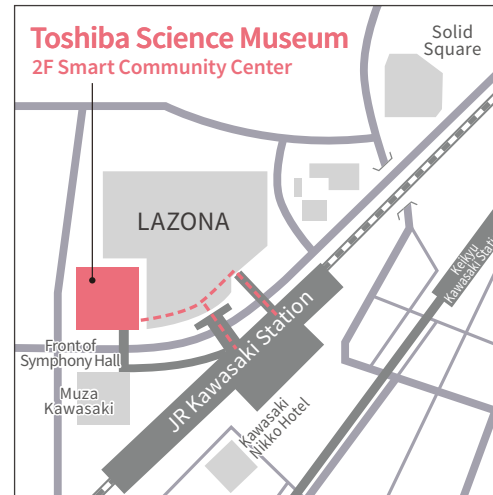 Toshiba Science Museum
2F Smart Community Center
Solid
Square
LAZONA
Keikyu
Kawasaki Stati
JR Kawasaki Station
Front of
Symphony Hall
Muza
Kawasaki
Kawasaki
Nikko Hotel